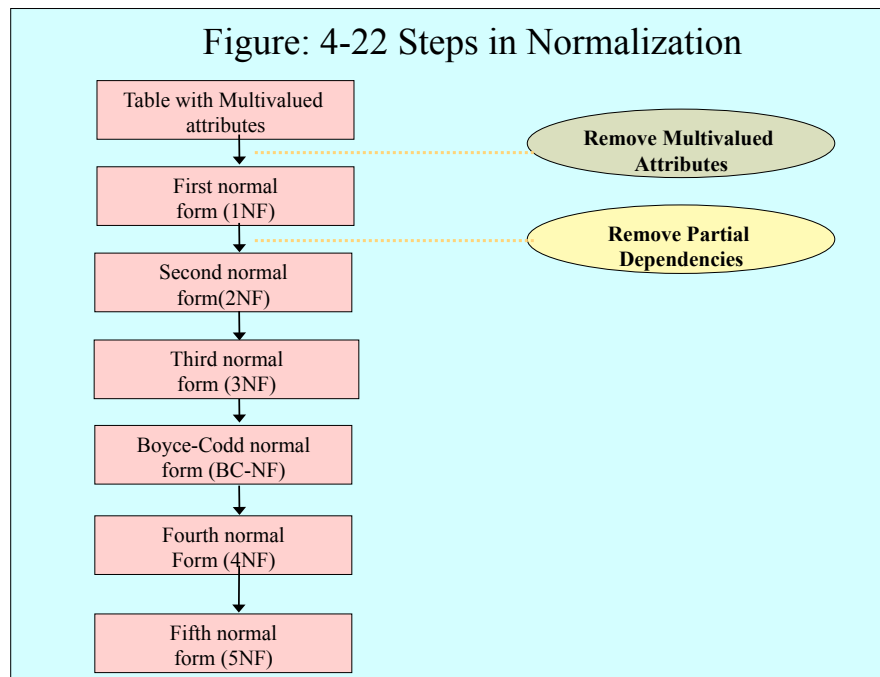 Figure: 4-22 Steps in Normalization
Table with Multivalued
attributes
Remove Multivalued
Attributes
First normal
form (1NF)
Remove Partial
Dependencies
Second normal
form(2NF)
Third normal
form (3NF)
Boyce-Codd normal
form (BC-NF)
Fourth normal
Form (4NF)
Fifth normal
form (5NF)